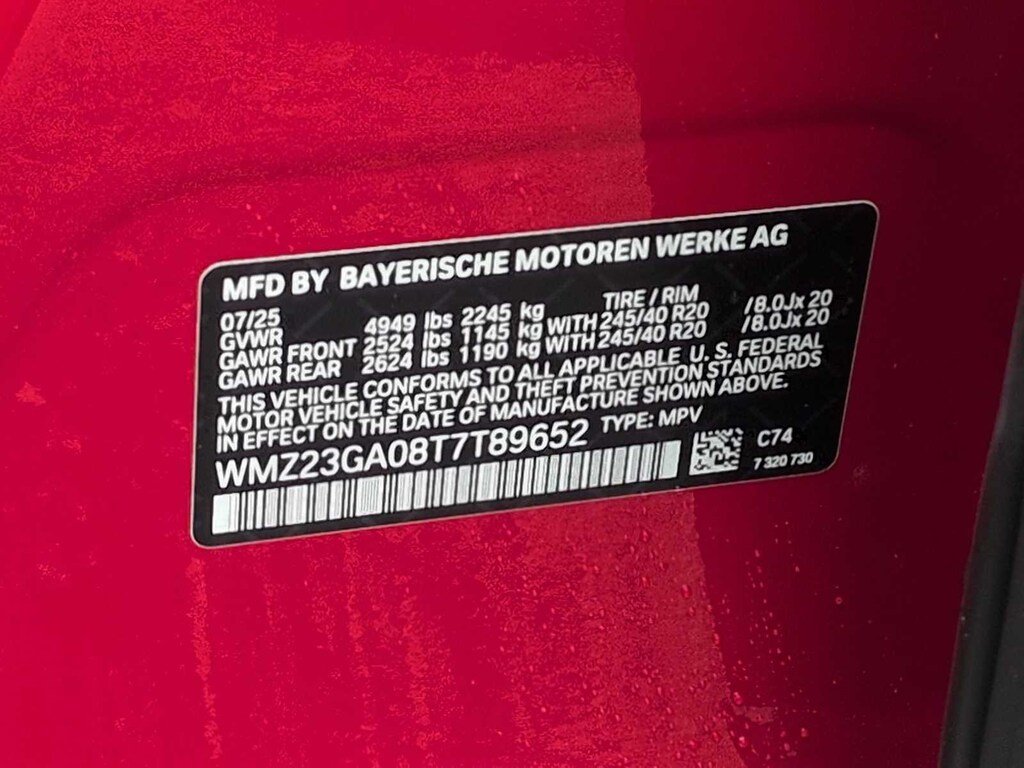 MFD BY BAYERISCHE MOTOREN WERKE AG
07/25 TIRE / RIM
GVWR 4949 lbs 2245 kg
GAWR FRONT 2524 lbs 1145 kg WITH 245/40 R20 /8.0Jx 20
GAWR REAR 2624 lbs 1190 kg WITH 245/40 R20 /8.0Jx 20
THIS VEHICLE CONFORMS TO ALL APPLICABLE U. S. FEDERAL
MOTOR VEHICLE SAFETY AND THEFT PREVENTION STANDARDS
IN EFFECT ON THE DATE OF MANUFACTURE SHOWN ABOVE.
WMZ23GA08T7T89652 TYPE: MPV
C74
7 320 730